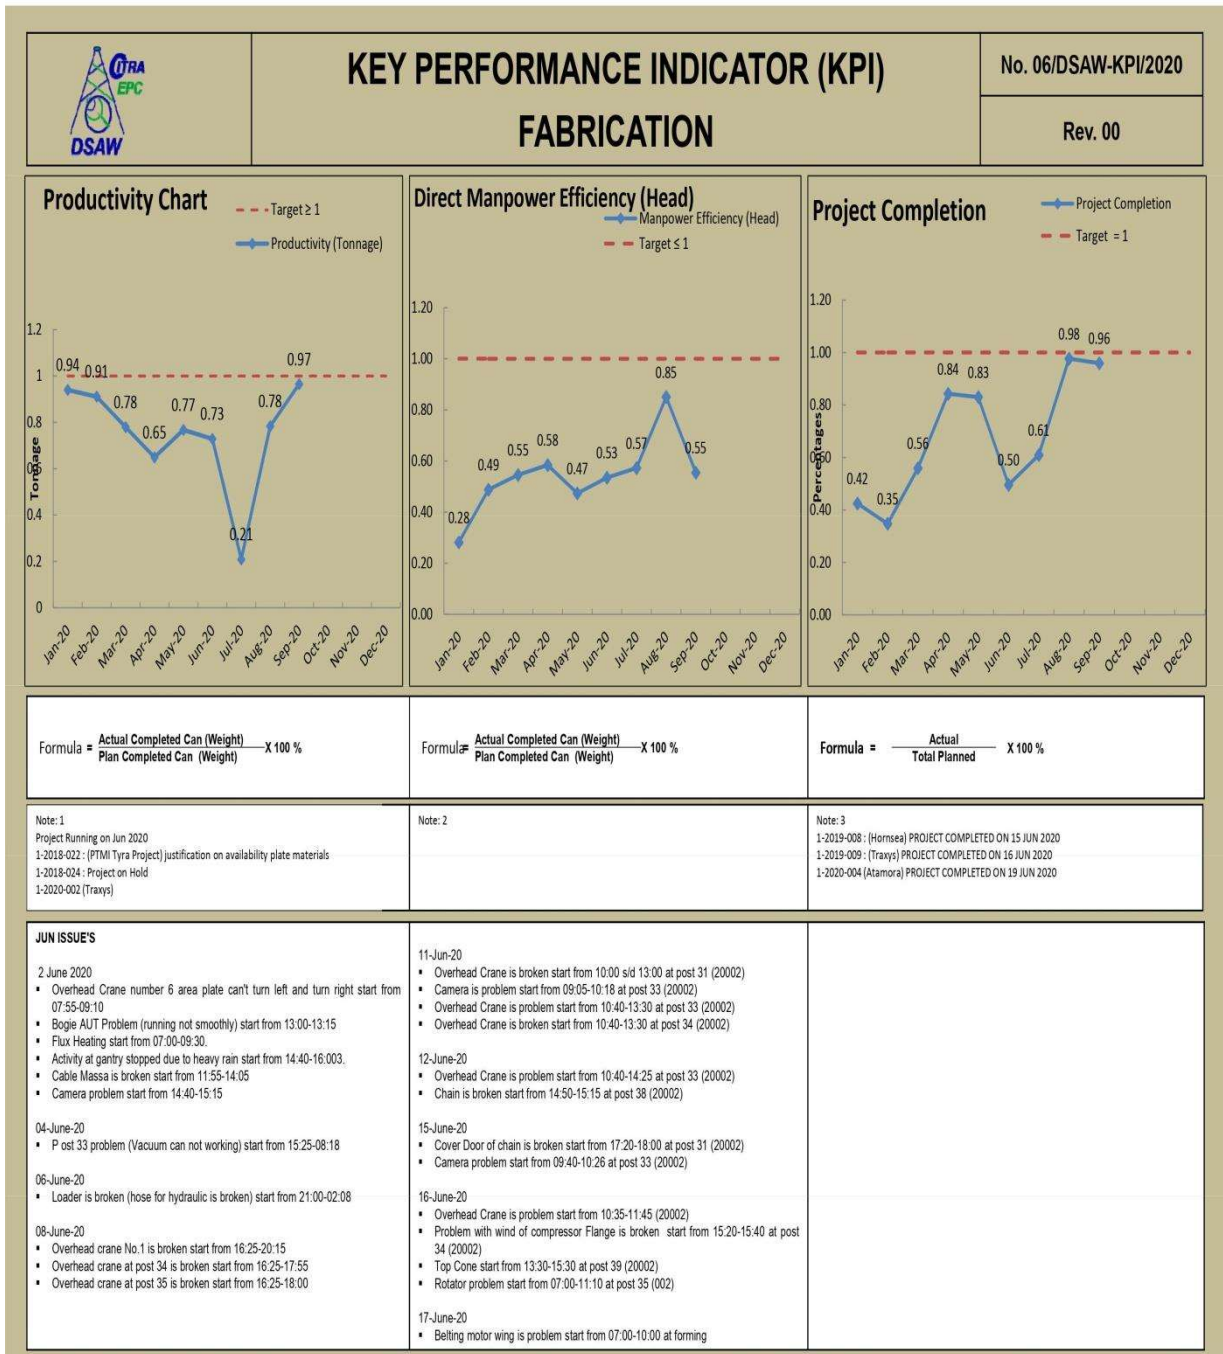 CITRA
EPC
DSAW
KEY PERFORMANCE INDICATOR (KPI)
FABRICATION
No. 06/DSAW-KPI/2020
Rev. 00
Productivity Chart
Target ≥ 1
Productivity (Tonnage)
1.2
1
0.8
0.6
0.4
0.2
0
Tonnage
0.94
0.91
0.78
0.65
0.77
0.73
0.21
0.78
0.97
Jan-20
Feb-20
Mar-20
Apr-20
May-20
Jun-20
Jul-20
Aug-20
Sep-20
Oct-20
Nov-20
Dec-20
Direct Manpower Efficiency (Head)
Manpower Efficiency (Head)
Target ≤ 1
1.20
1.00
0.80
0.60
0.40
0.20
0.00
0.28
0.49
0.55
0.58
0.47
0.53
0.57
0.85
0.55
Jan-20
Feb-20
Mar-20
Apr-20
May-20
Jun-20
Jul-20
Aug-20
Sep-20
Oct-20
Nov-20
Dec-20
Project Completion
Project Completion
Target = 1
1.20
1.00
0.80
0.60
0.40
0.20
0.00
Percentages
0.42
0.35
0.56
0.84
0.83
0.50
0.61
0.98
0.96
Jan-20
Feb-20
Mar-20
Apr-20
May-20
Jun-20
Jul-20
Aug-20
Sep-20
Oct-20
Nov-20
Dec-20
Formula = Actual Completed Can (Weight) X 100 %
Plan Completed Can (Weight)
Formula= Actual Completed Can (Weight) X 100 %
Plan Completed Can (Weight)
Formula = Actual X 100 %
Total Planned
Note: 1
Project Running on Jun 2020
1-2018-022 : (PTMI Tyra Project) justification on availability plate materials
1-2018-024 : Project on Hold
1-2020-002 (Traxys)
Note: 2
Note: 3
1-2019-008 : (Hornsea) PROJECT COMPLETED ON 15 JUN 2020
1-2019-009 : (Traxys) PROJECT COMPLETED ON 16 JUN 2020
1-2020-004 (Atamora) PROJECT COMPLETED ON 19 JUN 2020
JUN ISSUE'S
2 June 2020
▪ Overhead Crane number 6 area plate can't turn left and turn right start from
07:55-09:10
▪ Bogie AUT Problem (running not smoothly) start from 13:00-13:15
▪ Flux Heating start from 07:00-09:30.
▪ Activity at gantry stopped due to heavy rain start from 14:40-16:003.
▪ Cable Massa is broken start from 11:55-14:05
▪ Camera problem start from 14:40-15:15
04-June-20
▪ P ost 33 problem (Vacuum can not working) start from 15:25-08:18
06-June-20
▪ Loader is broken (hose for hydraulic is broken) start from 21:00-02:08
08-June-20
▪ Overhead crane No.1 is broken start from 16:25-20:15
▪ Overhead crane at post 34 is broken start from 16:25-17:55
▪ Overhead crane at post 35 is broken start from 16:25-18:00
11-Jun-20
▪ Overhead Crane is broken start from 10:00 s/d 13:00 at post 31 (20002)
▪ Camera is problem start from 09:05-10:18 at post 33 (20002)
▪ Overhead Crane is problem start from 10:40-13:30 at post 33 (20002)
▪ Overhead Crane is broken start from 10:40-13:30 at post 34 (20002)
12-June-20
▪ Overhead Crane is problem start from 10:40-14:25 at post 33 (20002)
▪ Chain is broken start from 14:50-15:15 at post 38 (20002)
15-June-20
▪ Cover Door of chain is broken start from 17:20-18:00 at post 31 (20002)
▪ Camera problem start from 09:40-10:26 at post 33 (20002)
16-June-20
▪ Overhead Crane is problem start from 10:35-11:45 (20002)
▪ Problem with wind of compressor Flange is broken start from 15:20-15:40 at post
34 (20002)
▪ Top Cone start from 13:30-15:30 at post 39 (20002)
▪ Rotator problem start from 07:00-11:10 at post 35 (002)
17-June-20
▪ Belting motor wing is problem start from 07:00-10:00 at forming